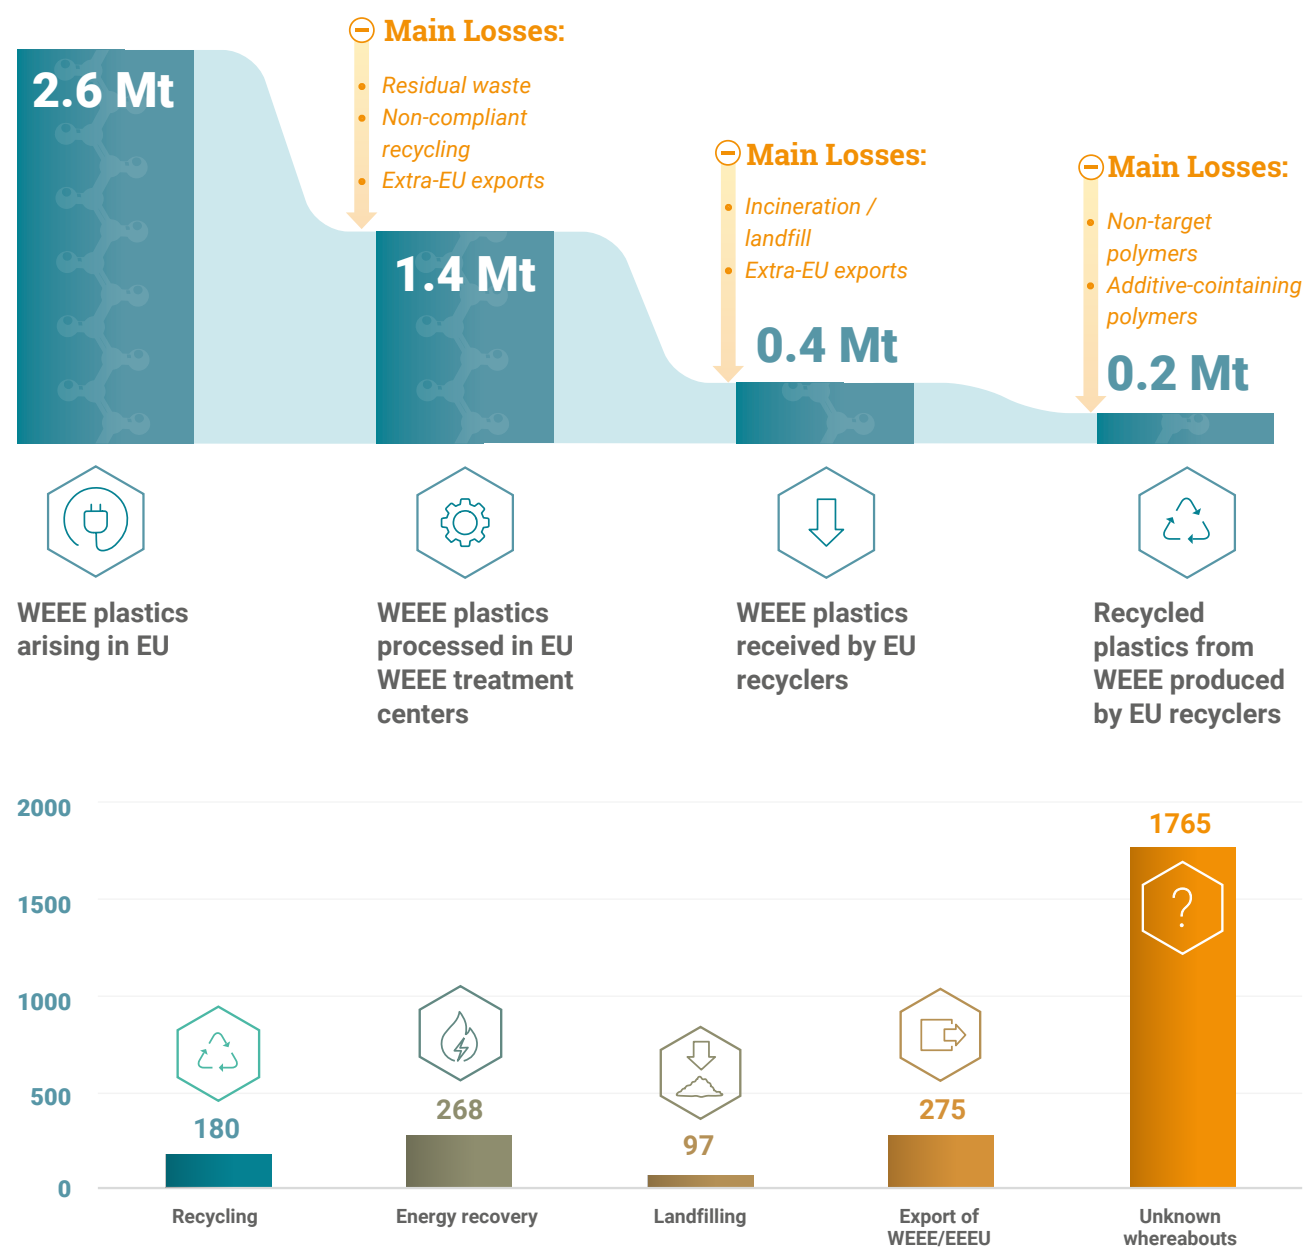 2.6 Mt
Main Losses:
• Residual waste
• Non-compliant
recycling
• Extra-EU exports
1.4 Mt
Main Losses:
• Incineration /
landfill
• Extra-EU exports
0.4 Mt
Main Losses:
• Non-target
polymers
• Additive-cointaining
polymers
0.2 Mt
WEEE plastics
arising in EU
WEEE plastics
processed in EU
WEEE treatment
centers
WEEE plastics
received by EU
recyclers
Recycled
plastics from
WEEE produced
by EU recyclers
2000
1500
1000
500
0
180
268
97
275
1765
?
Recycling
Energy recovery
Landfilling
Export of
WEEE/EEEU
Unknown
whereabouts